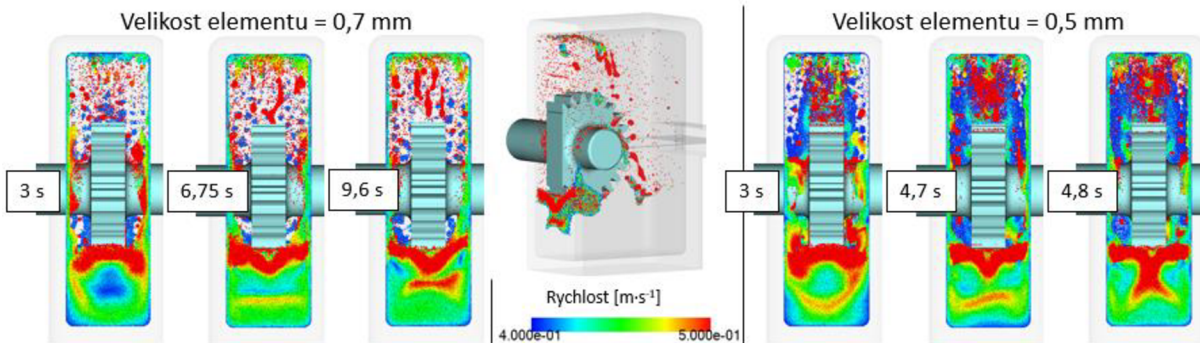 Velikost elementu = 0,7 mm
Velikost elementu = 0,5 mm
3 s
6,75 s
9,6 s
3 s
4,7 s
4,8 s
Rychlost [m·s⁻¹]
4.000e-01
5.000e-01